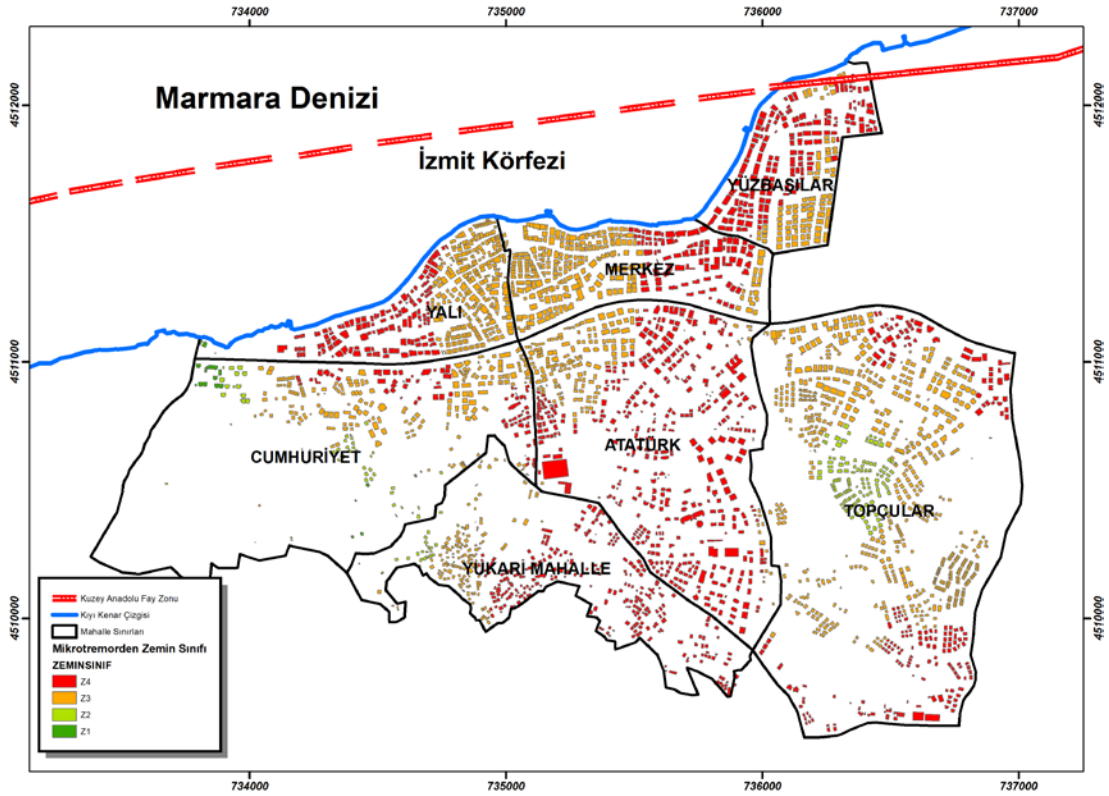 734000 735000 736000 737000
4512000 4512000
Marmara Denizi
İzmit Körfezi
YÜZBAŞILAR
MERKEZ
YALI
4511000 4511000
ATATÜRK
CUMHURİYET
TOPÇULAR
YUKARI MAHALLE
4510000 4510000
Kuzey Anadolu Fay Zonu
Kıyı Kenar Çizgisi
Mahalle Sınırları
Mikrotremorden Zemin Sınıfı
ZEMINSINIF
Z4
Z3
Z2
Z1
734000 735000 736000 737000